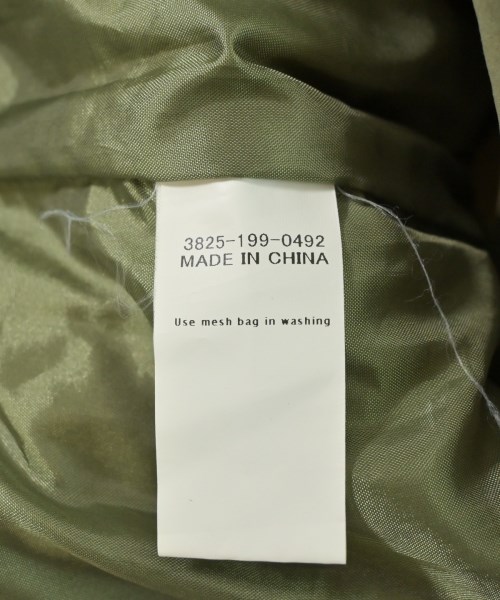 3825-199-0492
MADE IN CHINA
Use mesh bag in washing